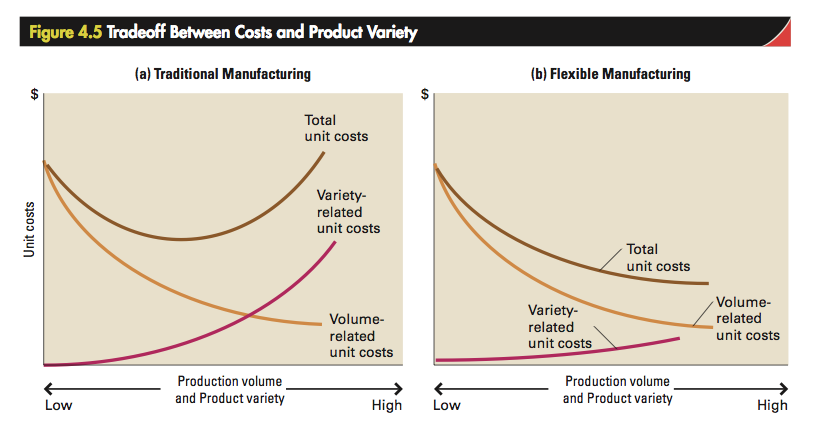 Figure 4.5 Tradeoff Between Costs and Product Variety
(a) Traditional Manufacturing
$
Unit costs
Total
unit costs
Variety-
related
unit costs
Volume-
related
unit costs
Production volume
and Product variety
Low
High
(b) Flexible Manufacturing
$
Total
unit costs
Variety-
related
unit costs
Volume-
related
unit costs
Production volume
and Product variety
Low
High